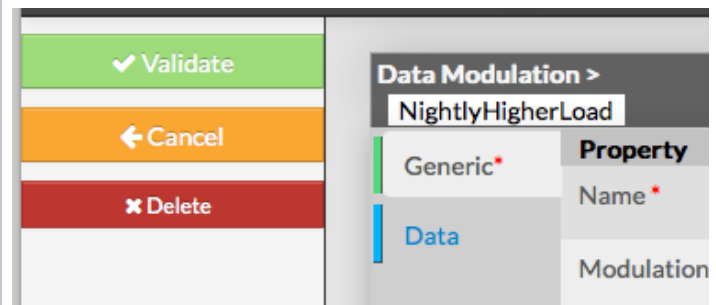 Validate
Cancel
Delete
Data Modulation >
NightlyHigherLoad
Generic*
Data
Property
Name *
Modulation